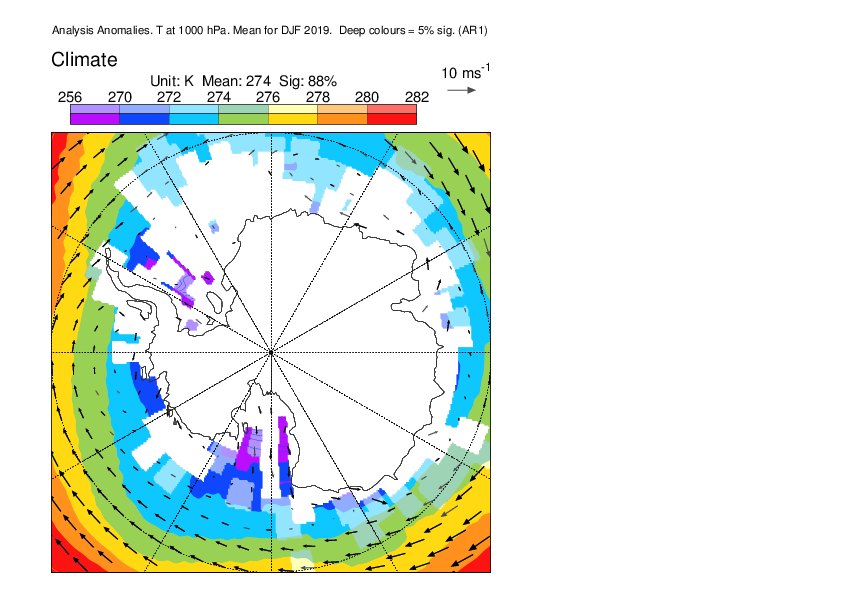 Analysis Anomalies. T at 1000 hPa. Mean for DJF 2019.  Deep colours = 5% sig. (AR1)
Climate
10 ms-1
Unit: K  Mean: 274  Sig: 88%
256 270 272 274 276 278 280 282